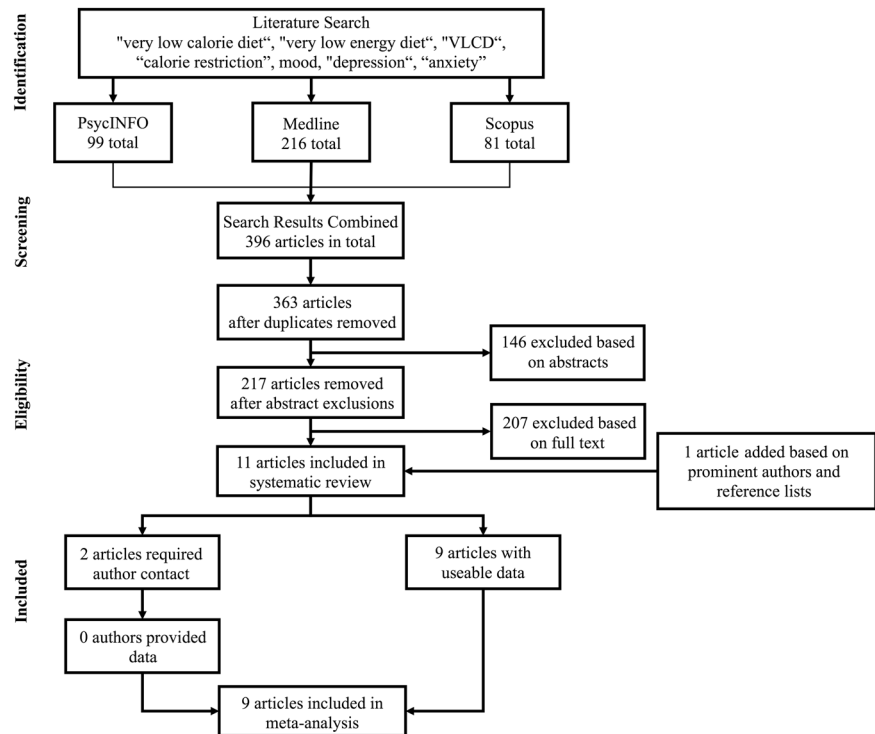 Identification
Literature Search
"very low calorie diet“, "very low energy diet“, "VLCD“,
“calorie restriction”, mood, "depression“, “anxiety”
PsycINFO
99 total
Medline
216 total
Scopus
81 total
Screening
Search Results Combined
396 articles in total
363 articles
after duplicates removed
146 excluded based
on abstracts
Eligibility
217 articles removed
after abstract exclusions
207 excluded based
on full text
11 articles included in
systematic review
1 article added based on
prominent authors and
reference lists
Included
2 articles required
author contact
9 articles with
useable data
0 authors provided
data
9 articles included in
meta-analysis